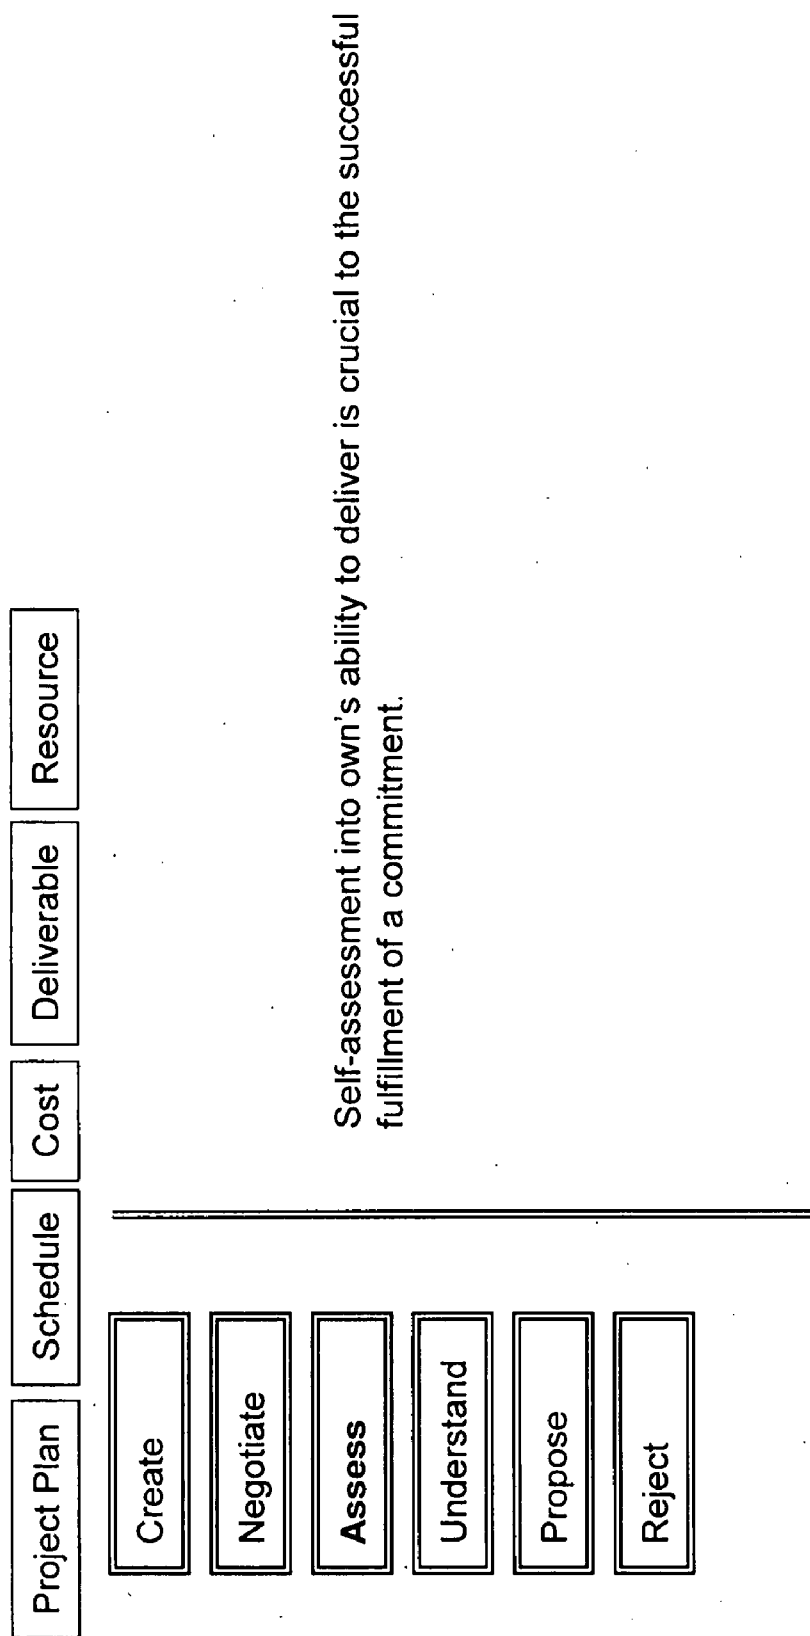 Project Plan
Schedule
Cost
Deliverable
Resource
Create
Negotiate
Assess
Understand
Propose
Reject
Self-assessment into own's ability to deliver is crucial to the successful
fulfillment of a commitment.